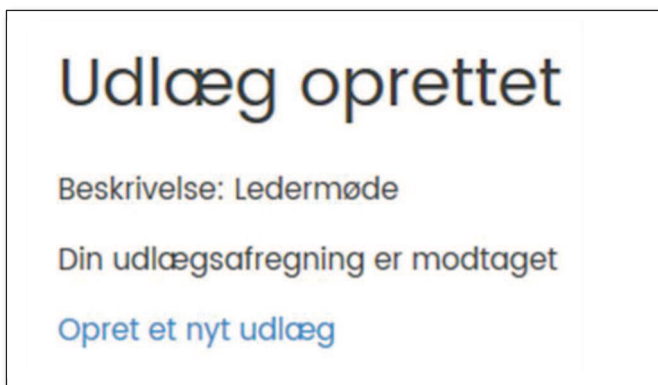 Udlæg oprettet
Beskrivelse: Ledermøde
Din udlægsafregning er modtaget
Opret et nyt udlæg